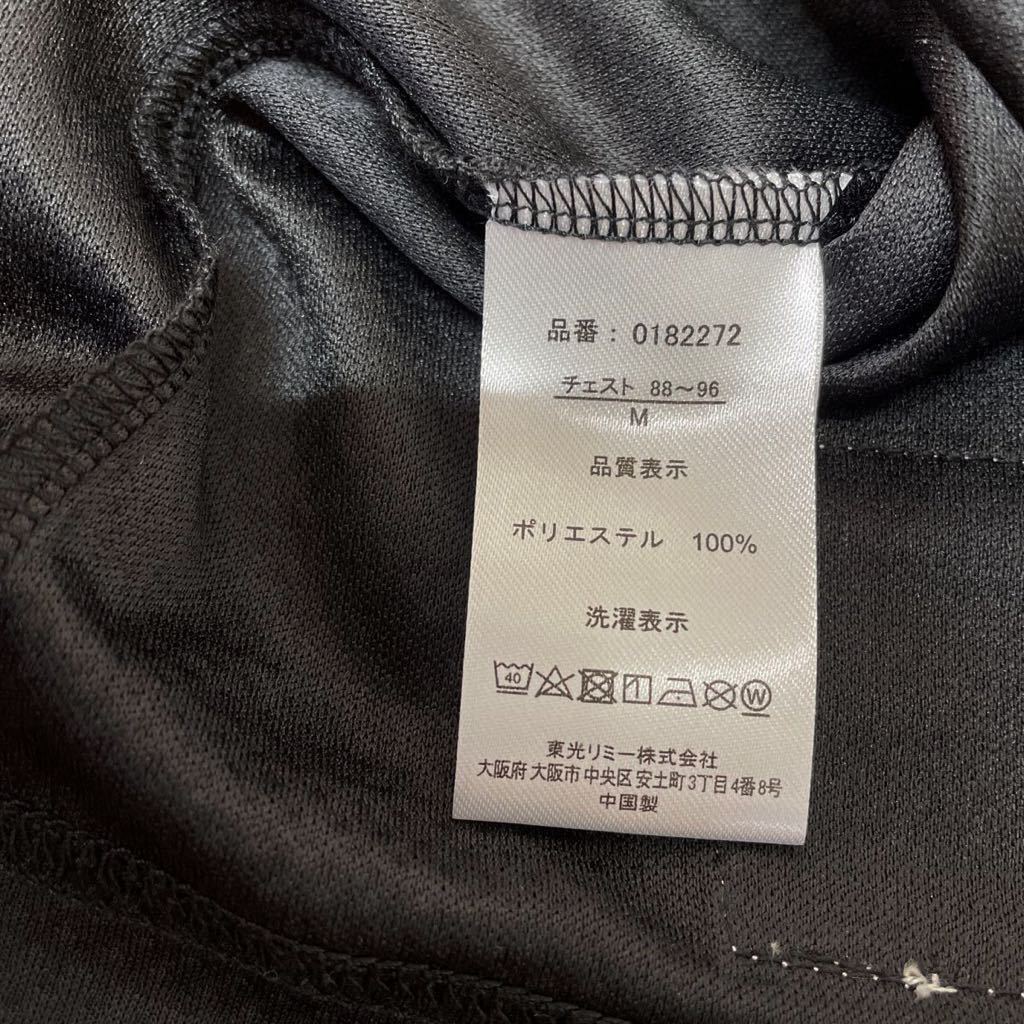 品番：0182272
チェスト 88～96
M
品質表示
ポリエステル 100%
洗濯表示
40 W
東光リミー株式会社
大阪府大阪市中央区安土町3丁目4番8号
中国製